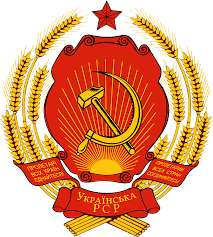 ПРОЛЕТАРІ
ВСІХ КРАЇН
ЄДНАЙТЕСЯ!
ПРОЛЕТАРИИ
ВСЕХ СТРАН
СОЕДИНЯЙТЕСЬ!
УКРАЇНСЬКА
РСР